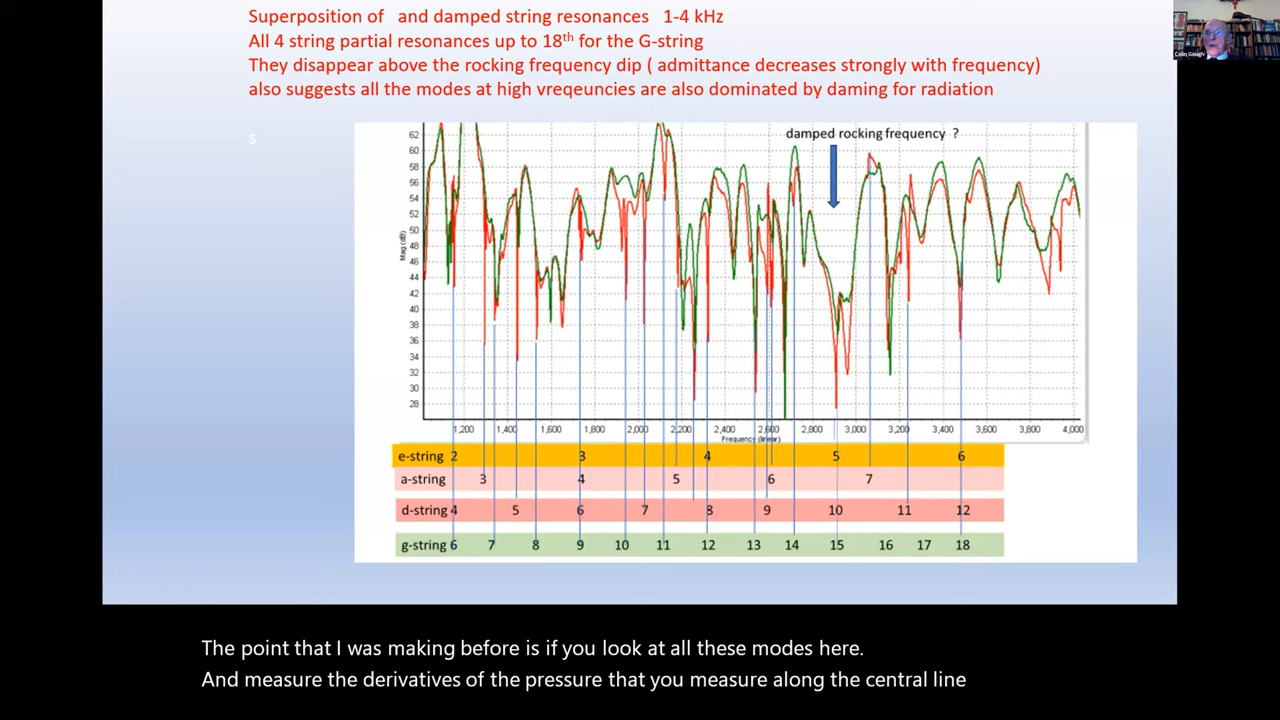 Superposition of   and damped string resonances   1-4 kHz
All 4 string partial resonances up to 18th for the G-string
They disappear above the rocking frequency dip ( admittance decreases strongly with frequency)
also suggests all the modes at high vreqeuncies are also dominated by daming for radiation
Colin Gough
s
damped rocking frequency  ?
Mag (dB)
62
60
58
56
54
52
50
48
46
44
42
40
38
36
34
32
30
28
1,200 1,400 1,600 1,800 2,000 2,200 2,400 2,600 2,800 3,000 3,200 3,400 3,600 3,800 4,000
Frequency (linear)
e-string 2 3 4 5 6
a-string 3 4 5 6 7
d-string 4 5 6 7 8 9 10 11 12
g-string 6 7 8 9 10 11 12 13 14 15 16 17 18
The point that I was making before is if you look at all these modes here.
And measure the derivatives of the pressure that you measure along the central line